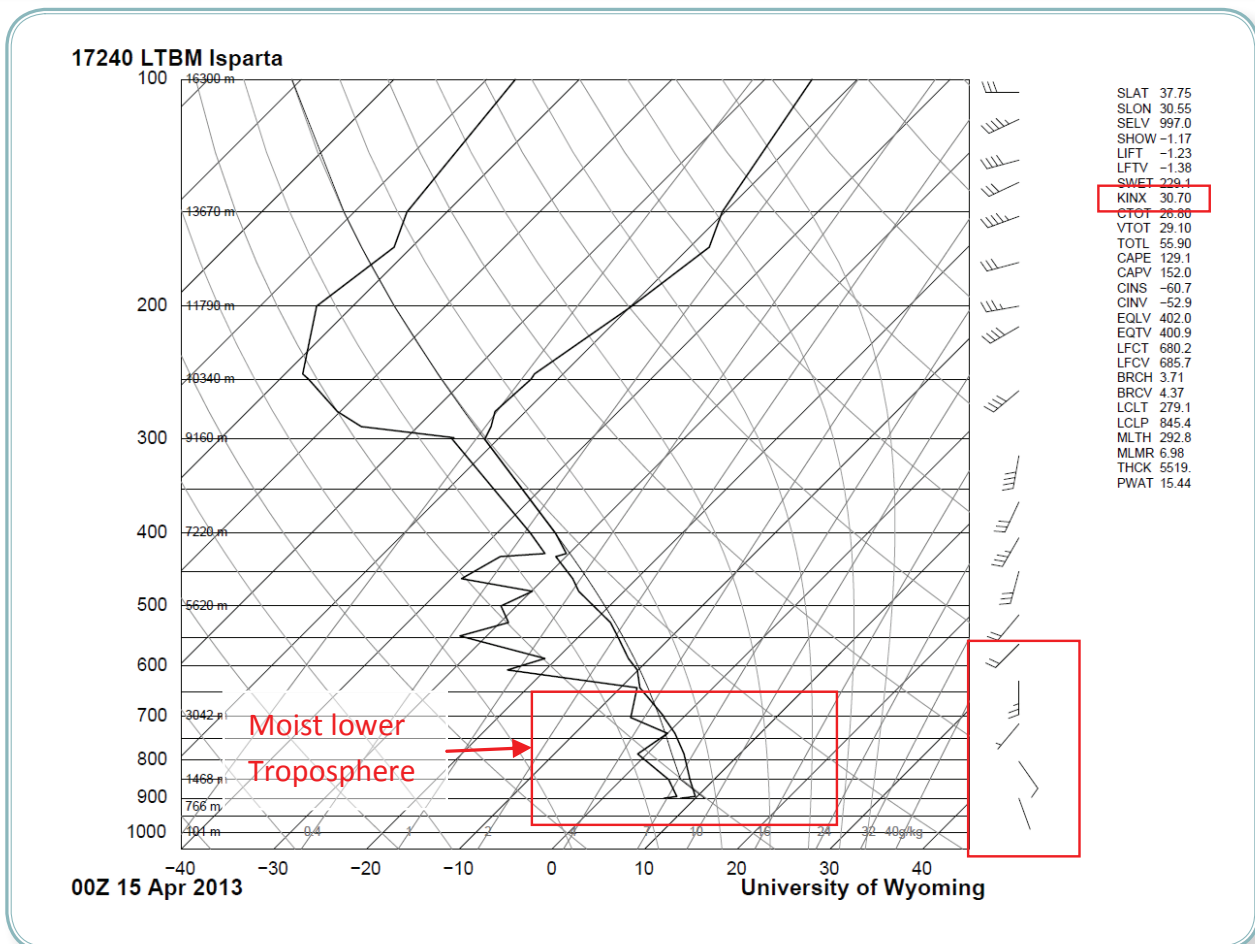 17240 LTBM Isparta
100
16300 m
13670 m
200
11790 m
10340 m
300
9160 m
400
7220 m
500
5620 m
600
700
3042 m
800
1468 m
900
766 m
1000
101 m
0.4
1
2
4
7
10
16
24
32
40g/kg
−40
−30
−20
−10
0
10
20
30
40
00Z 15 Apr 2013
University of Wyoming
Moist lower
Troposphere
SLAT 37.75
SLON 30.55
SELV 997.0
SHOW −1.17
LIFT −1.23
LFTV −1.38
SWET 229.1
KINX 30.70
CTOT 26.80
VTOT 29.10
TOTL 55.90
CAPE 129.1
CAPV 152.0
CINS −60.7
CINV −52.9
EQLV 402.0
EQTV 400.9
LFCT 680.2
LFCV 685.7
BRCH 3.71
BRCV 4.37
LCLT 279.1
LCLP 845.4
MLTH 292.8
MLMR 6.98
THCK 5519.
PWAT 15.44